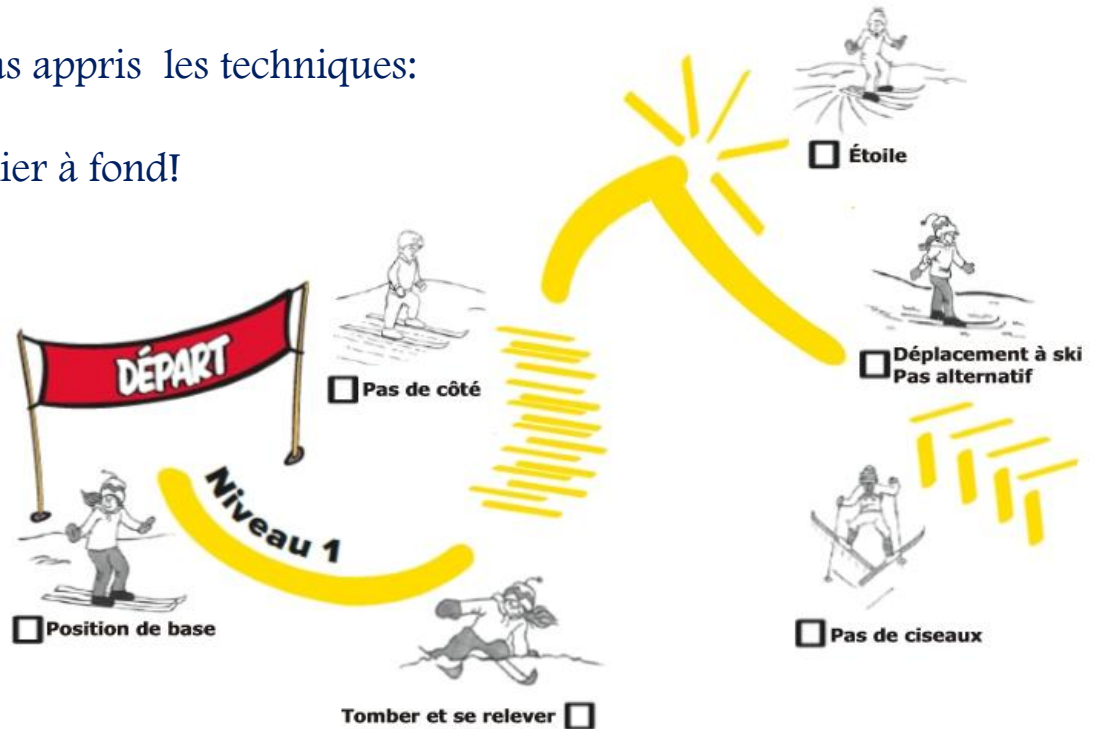 appris les techniques:
à fond!
Étoile
DÉPART
Pas de côté
Déplacement à ski
Pas alternatif
Niveau 1
Position de base
Pas de ciseaux
Tomber et se relever